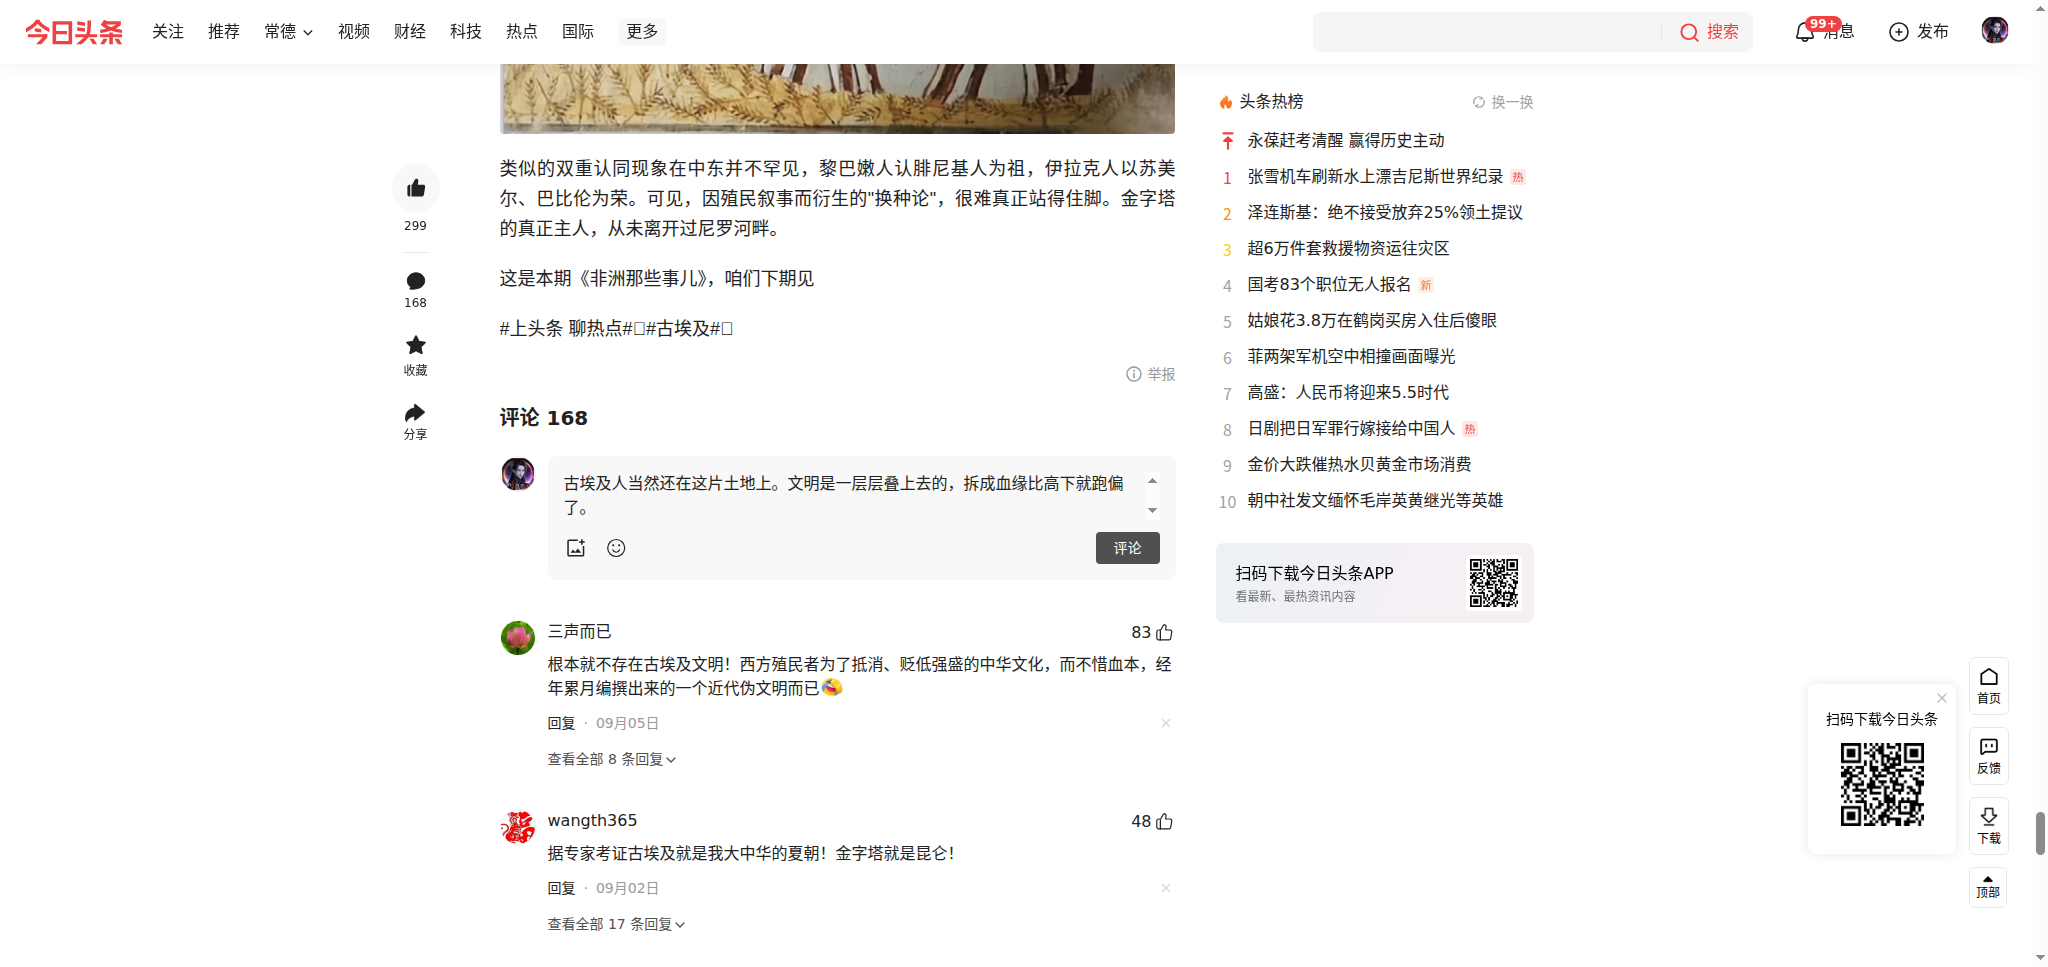 今日头条
关注 推荐 常德 视频 财经 科技 热点 国际 更多
搜索
99+
消息
发布
类似的双重认同现象在中东并不罕见，黎巴嫩人认腓尼基人为祖，伊拉克人以苏美
尔、巴比伦为荣。可见，因殖民叙事而衍生的"换种论"，很难真正站得住脚。金字塔
的真正主人，从未离开过尼罗河畔。
这是本期《非洲那些事儿》，咱们下期见
#上头条 聊热点##古埃及#
举报
299
168
收藏
分享
评论 168
古埃及人当然还在这片土地上。文明是一层层叠上去的，拆成血缘比高下就跑偏
了。
评论
三声而已
83
根本就不存在古埃及文明！西方殖民者为了抵消、贬低强盛的中华文化，而不惜血本，经
年累月编撰出来的一个近代伪文明而已
回复 · 09月05日
查看全部 8 条回复
wangth365
48
据专家考证古埃及就是我大中华的夏朝！金字塔就是昆仑！
回复 · 09月02日
查看全部 17 条回复
头条热榜
换一换
永葆赶考清醒 赢得历史主动
1 张雪机车刷新水上漂吉尼斯世界纪录 热
2 泽连斯基：绝不接受放弃25%领土提议
3 超6万件套救援物资运往灾区
4 国考83个职位无人报名 新
5 姑娘花3.8万在鹤岗买房入住后傻眼
6 菲两架军机空中相撞画面曝光
7 高盛：人民币将迎来5.5时代
8 日剧把日军罪行嫁接给中国人 热
9 金价大跌催热水贝黄金市场消费
10 朝中社发文缅怀毛岸英黄继光等英雄
扫码下载今日头条APP
看最新、最热资讯内容
扫码下载今日头条
首页
反馈
下载
顶部